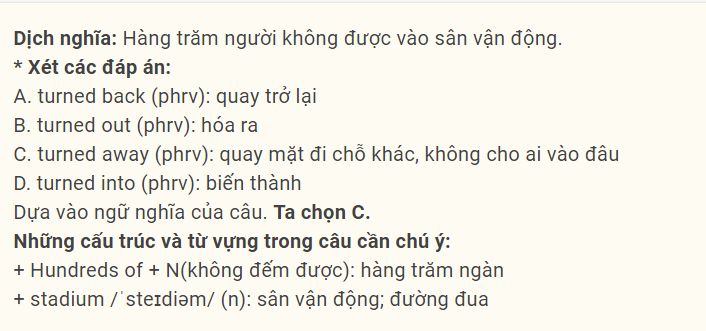 Dịch nghĩa: Hàng trăm người không được vào sân vận động.
* Xét các đáp án:
A. turned back (phrv): quay trở lại
B. turned out (phrv): hóa ra
C. turned away (phrv): quay mặt đi chỗ khác, không cho ai vào đâu
D. turned into (phrv): biến thành
Dựa vào ngữ nghĩa của câu. Ta chọn C.
Những cấu trúc và từ vựng trong câu cần chú ý:
+ Hundreds of + N(không đếm được): hàng trăm ngàn
+ stadium /ˈsteɪdiəm/ (n): sân vận động; đường đua